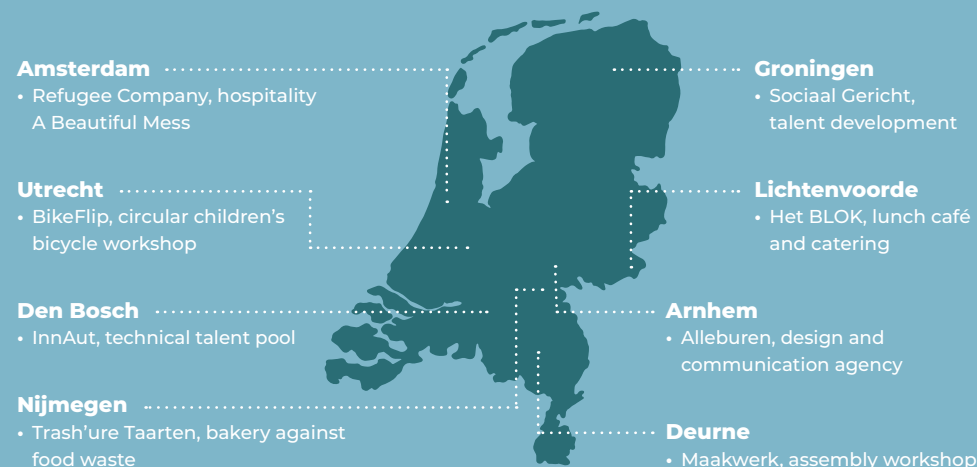 Amsterdam
• Refugee Company, hospitality
A Beautiful Mess
Utrecht
• BikeFlip, circular children’s
bicycle workshop
Den Bosch
• InnAut, technical talent pool
Nijmegen
• Trash’ure Taarten, bakery against
food waste
Groningen
• Sociaal Gericht,
talent development
Lichtenvoorde
• Het BLOK, lunch café
and catering
Arnhem
• Alleburen, design and
communication agency
Deurne
• Maakwerk, assembly workshop